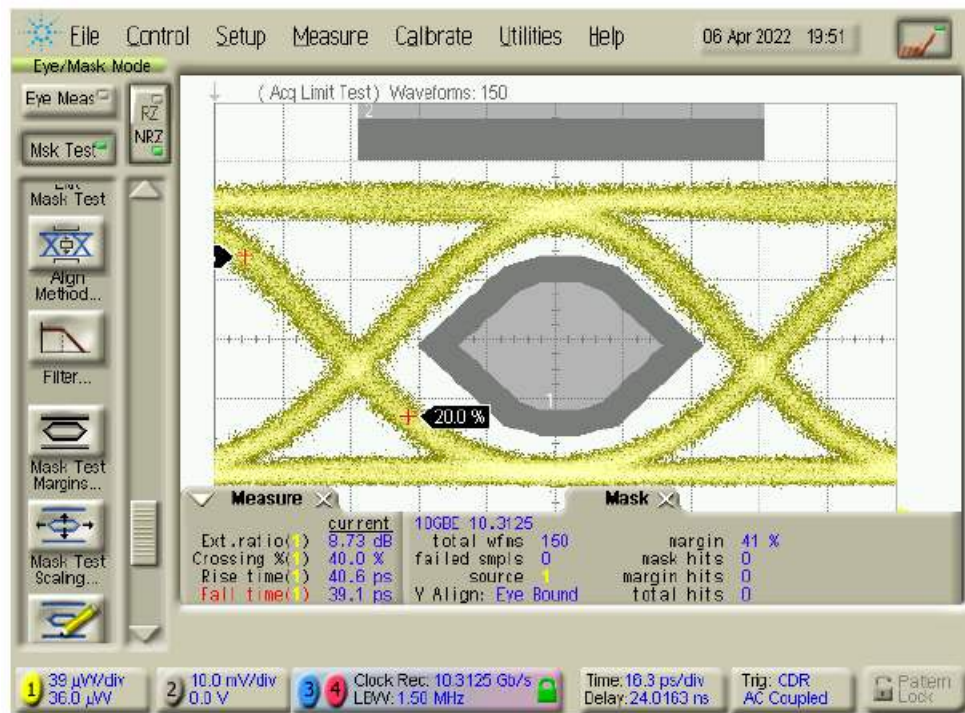 File Control Setup Measure Calibrate Utilities Help 06 Apr 2022 19:51
Eye/Mask Mode
( Acq Limit Test) Waveforms: 150
Eye Meas
RZ
NRZ
Msk Test
2
Mask Test
Align
Method...
Filter...
1
20.0 %
Mask Test
Margins...
Mask Test
Scaling...
Measure
Mask
current
Ext.ratio(1) 8.73 dB
Crossing %(1) 40.0 %
Rise time(1) 40.6 ps
Fall time(1) 39.1 ps
10GBE 10.3125
total wfms 150 margin 41 %
failed smpls 0 mask hits 0
source 1 margin hits 0
Y Align: Eye Bound total hits 0
1 39 µW/div
36.0 µW
2 10.0 mV/div
0.0 V
3 4 Clock Rec: 10.3125 Gb/s
LBW: 1.50 MHz
Time:16.3 ps/div
Delay:24.0163 ns
Trig: CDR
AC Coupled
Pattern
Lock